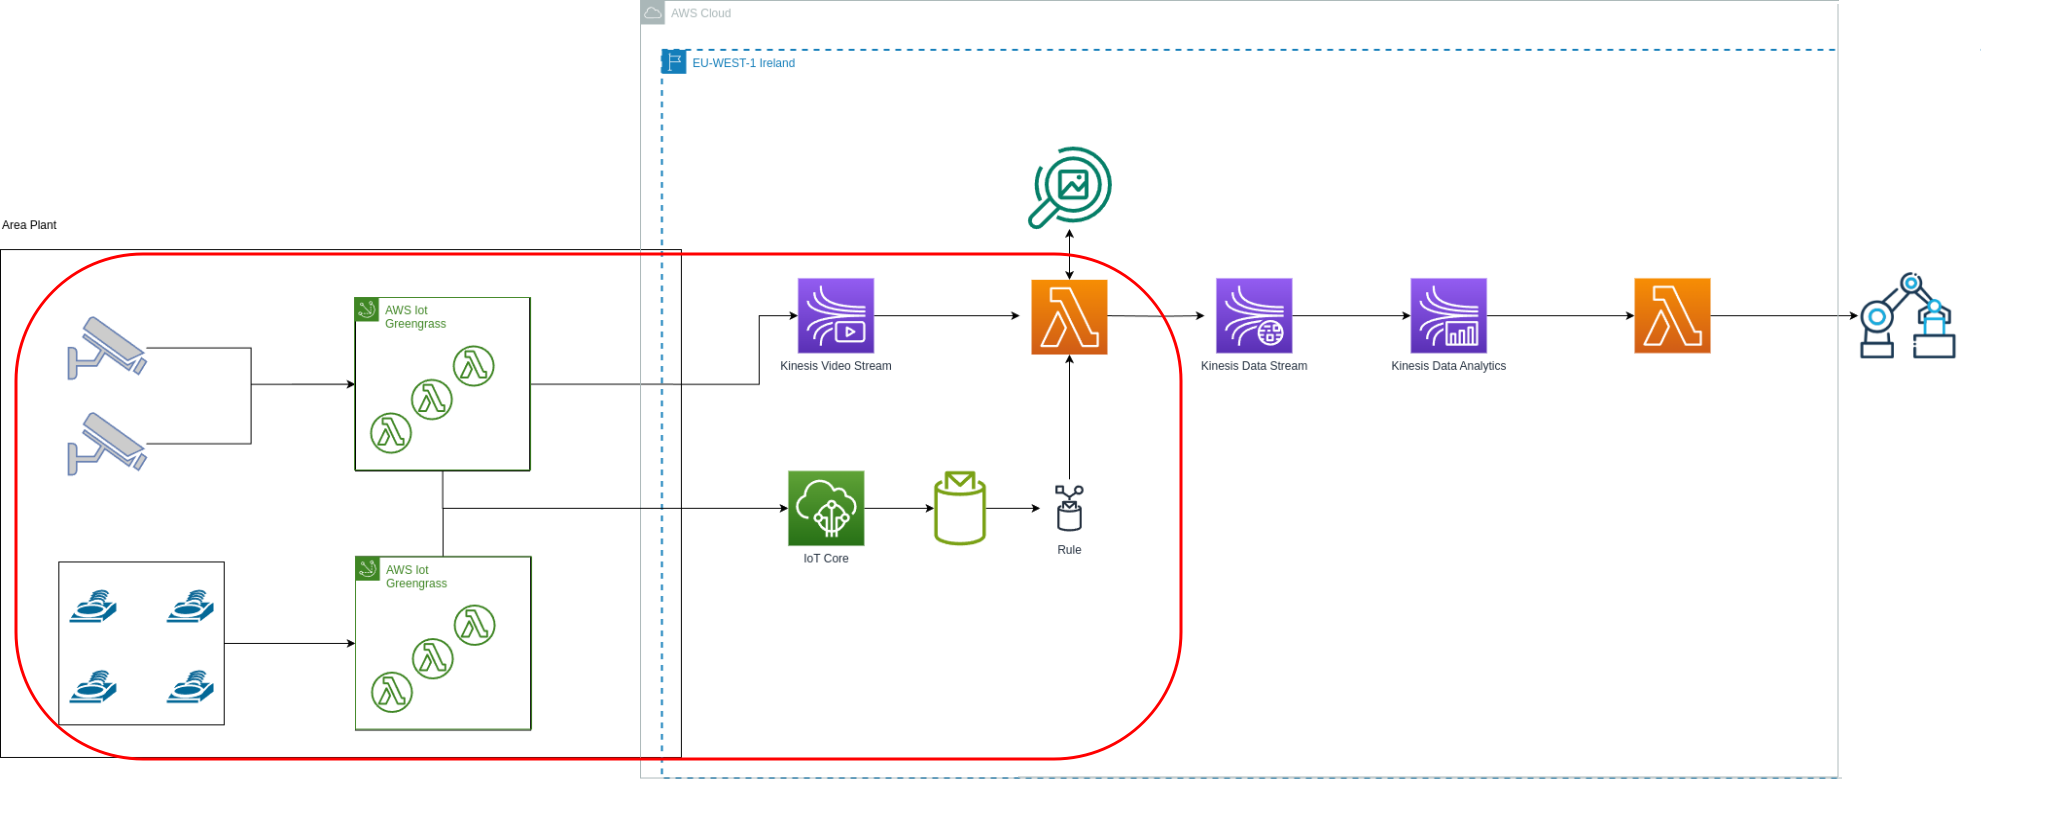 AWS Cloud
EU-WEST-1 Ireland
Area Plant
AWS Iot
Greengrass
Kinesis Video Stream
Kinesis Data Stream
Kinesis Data Analytics
IoT Core
Rule
AWS Iot
Greengrass